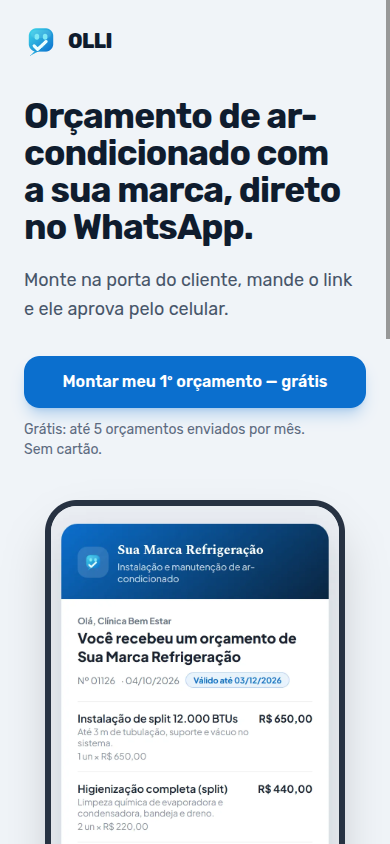 OLLI
Orçamento de ar-
condicionado com
a sua marca, direto
no WhatsApp.
Monte na porta do cliente, mande o link
e ele aprova pelo celular.
Montar meu 1º orçamento — grátis
Grátis: até 5 orçamentos enviados por mês.
Sem cartão.
Sua Marca Refrigeração
Instalação e manutenção de ar-
condicionado
Olá, Clínica Bem Estar
Você recebeu um orçamento de
Sua Marca Refrigeração
Nº 01126 · 04/10/2026 Válido até 03/12/2026
Instalação de split 12.000 BTUs R$ 650,00
Até 3 m de tubulação, suporte e vácuo no
sistema.
1 un × R$ 650,00
Higienização completa (split) R$ 440,00
Limpeza química de evaporadora e
condensadora, bandeja e dreno.
2 un × R$ 220,00